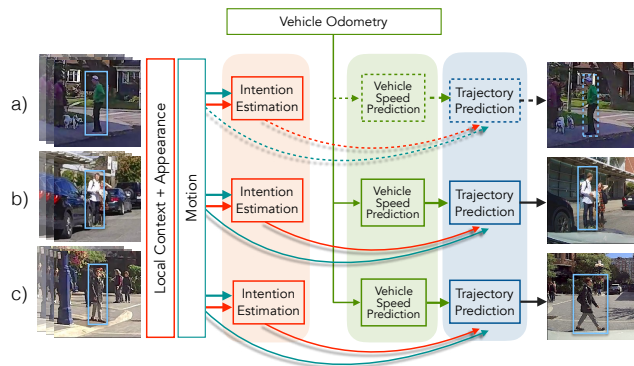 Vehicle Odometry
a)
Local Context + Appearance
Motion
Intention
Estimation
Vehicle
Speed
Prediction
Trajectory
Prediction
b)
Intention
Estimation
Vehicle
Speed
Prediction
Trajectory
Prediction
c)
Intention
Estimation
Vehicle
Speed
Prediction
Trajectory
Prediction